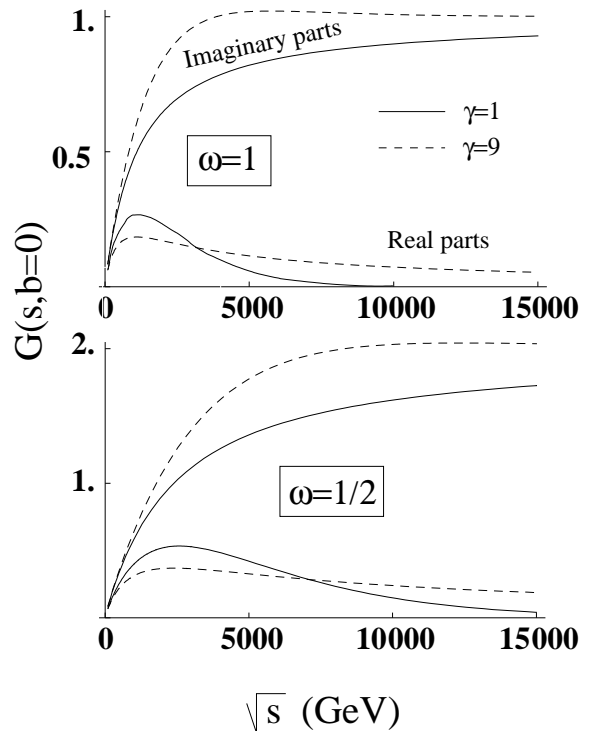 1.
Imaginary parts
γ=1
γ=9
0.5
ω=1
Real parts
0 5000 10000 15000
G(s,b=0)
2.
1.
ω=1/2
0 5000 10000 15000
√s (GeV)